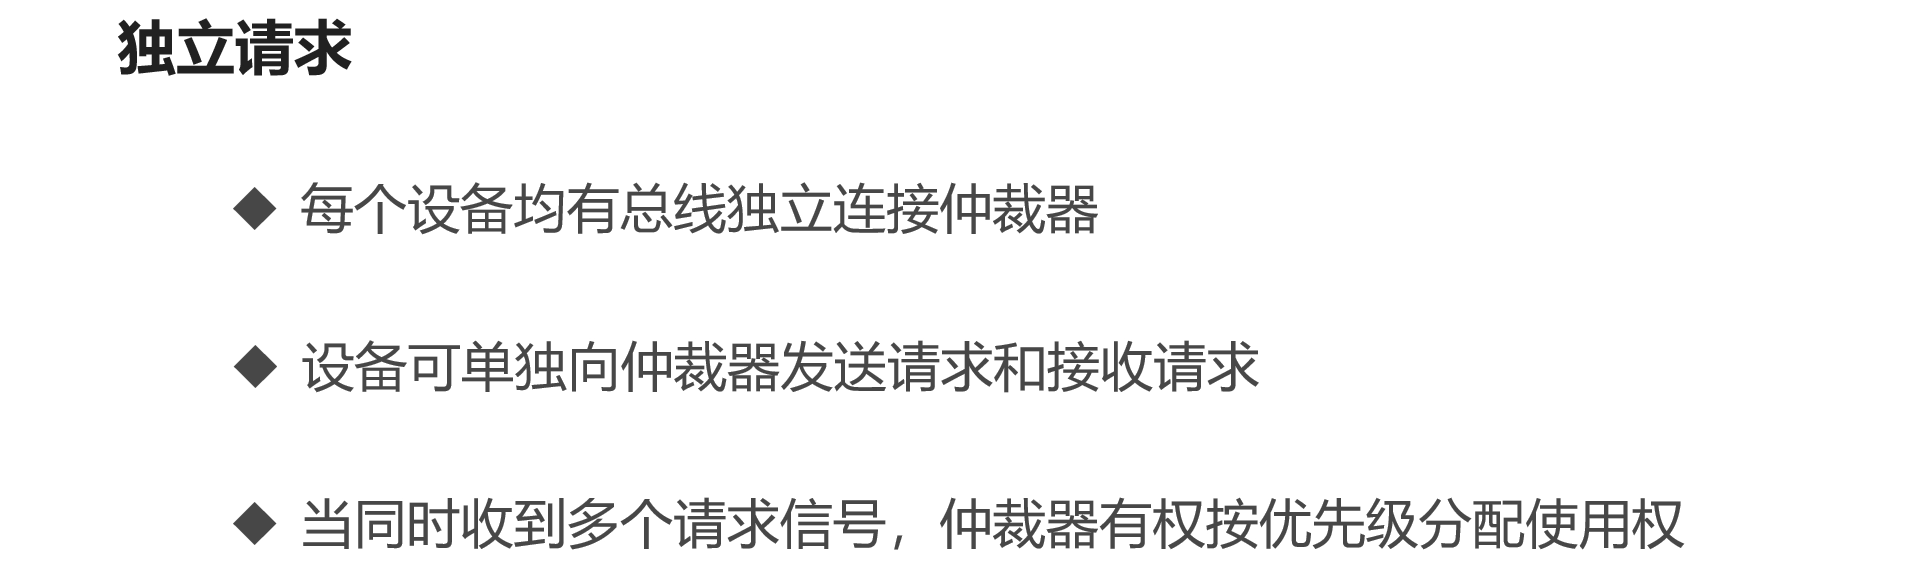 独立请求
◆ 每个设备均有总线独立连接仲裁器
◆ 设备可单独向仲裁器发送请求和接收请求
◆ 当同时收到多个请求信号，仲裁器有权按优先级分配使用权